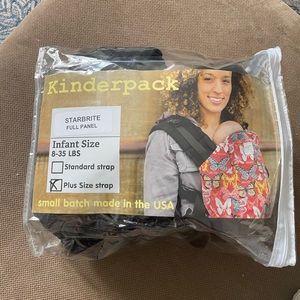 Kinderpack
STARBRITE
FULL PANEL
Infant Size
8-35 LBS
Standard strap
Plus Size strap
small batch made in the USA